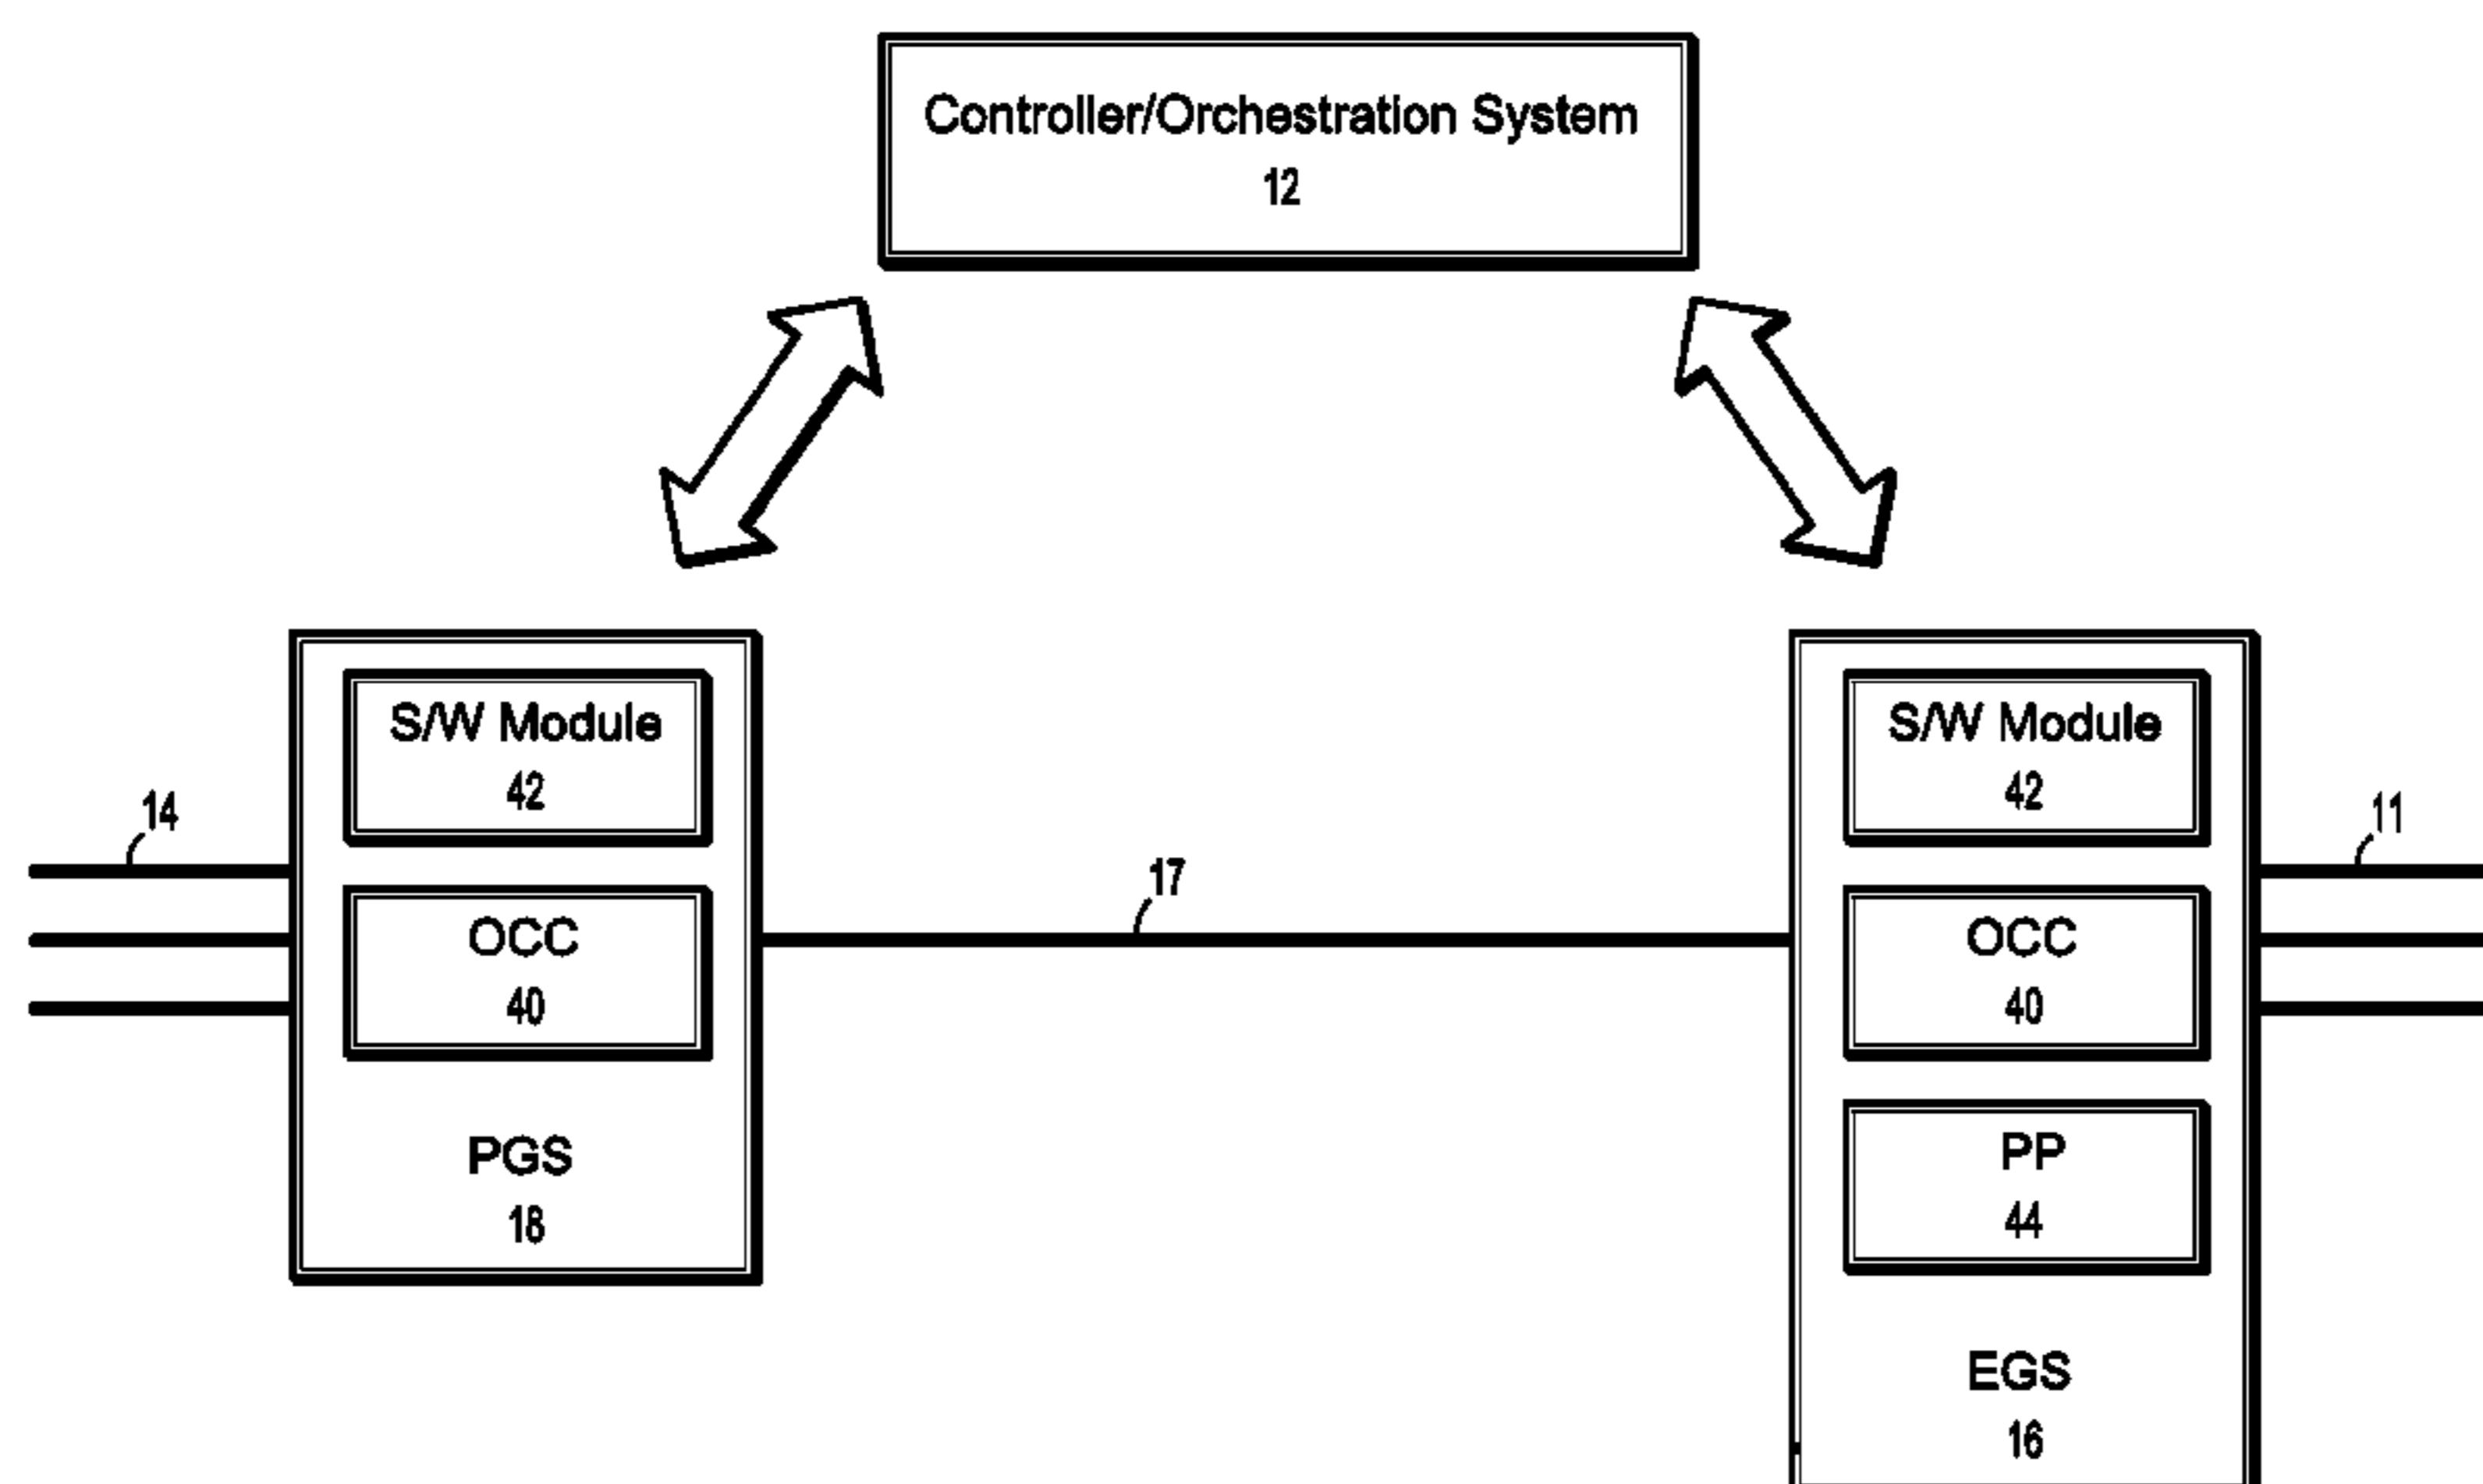 Controller/Orchestration System
12
S/W Module
42
14
OCC
40
PGS
18
17
S/W Module
42
11
OCC
40
PP
44
EGS
16